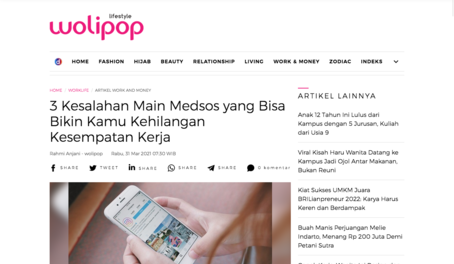 lifestyle
wolipop
HOME FASHION HIJAB BEAUTY RELATIONSHIP LIVING WORK & MONEY ZODIAC INDEKS
HOME WORKLIFE ARTIKEL WORK AND MONEY
3 Kesalahan Main Medsos yang Bisa
Bikin Kamu Kehilangan
Kesempatan Kerja
Rahmi Anjani - wolipop Rabu, 31 Mar 2021 07:30 WIB
SHARE TWEET SHARE SHARE SHARE 0 komentar
ARTIKEL LAINNYA
Anak 12 Tahun Ini Lulus dari
Kampus dengan 5 Jurusan, Kuliah
dari Usia 9
Viral Kisah Haru Wanita Datang ke
Kampus Jadi Ojol Antar Makanan,
Bukan Reuni
Kiat Sukses UMKM Juara
BRILianpreneur 2022: Karya Harus
Keren dan Berdampak
Buah Manis Perjuangan Melie
Indarto, Menang Rp 200 Juta Demi
Petani Sutra